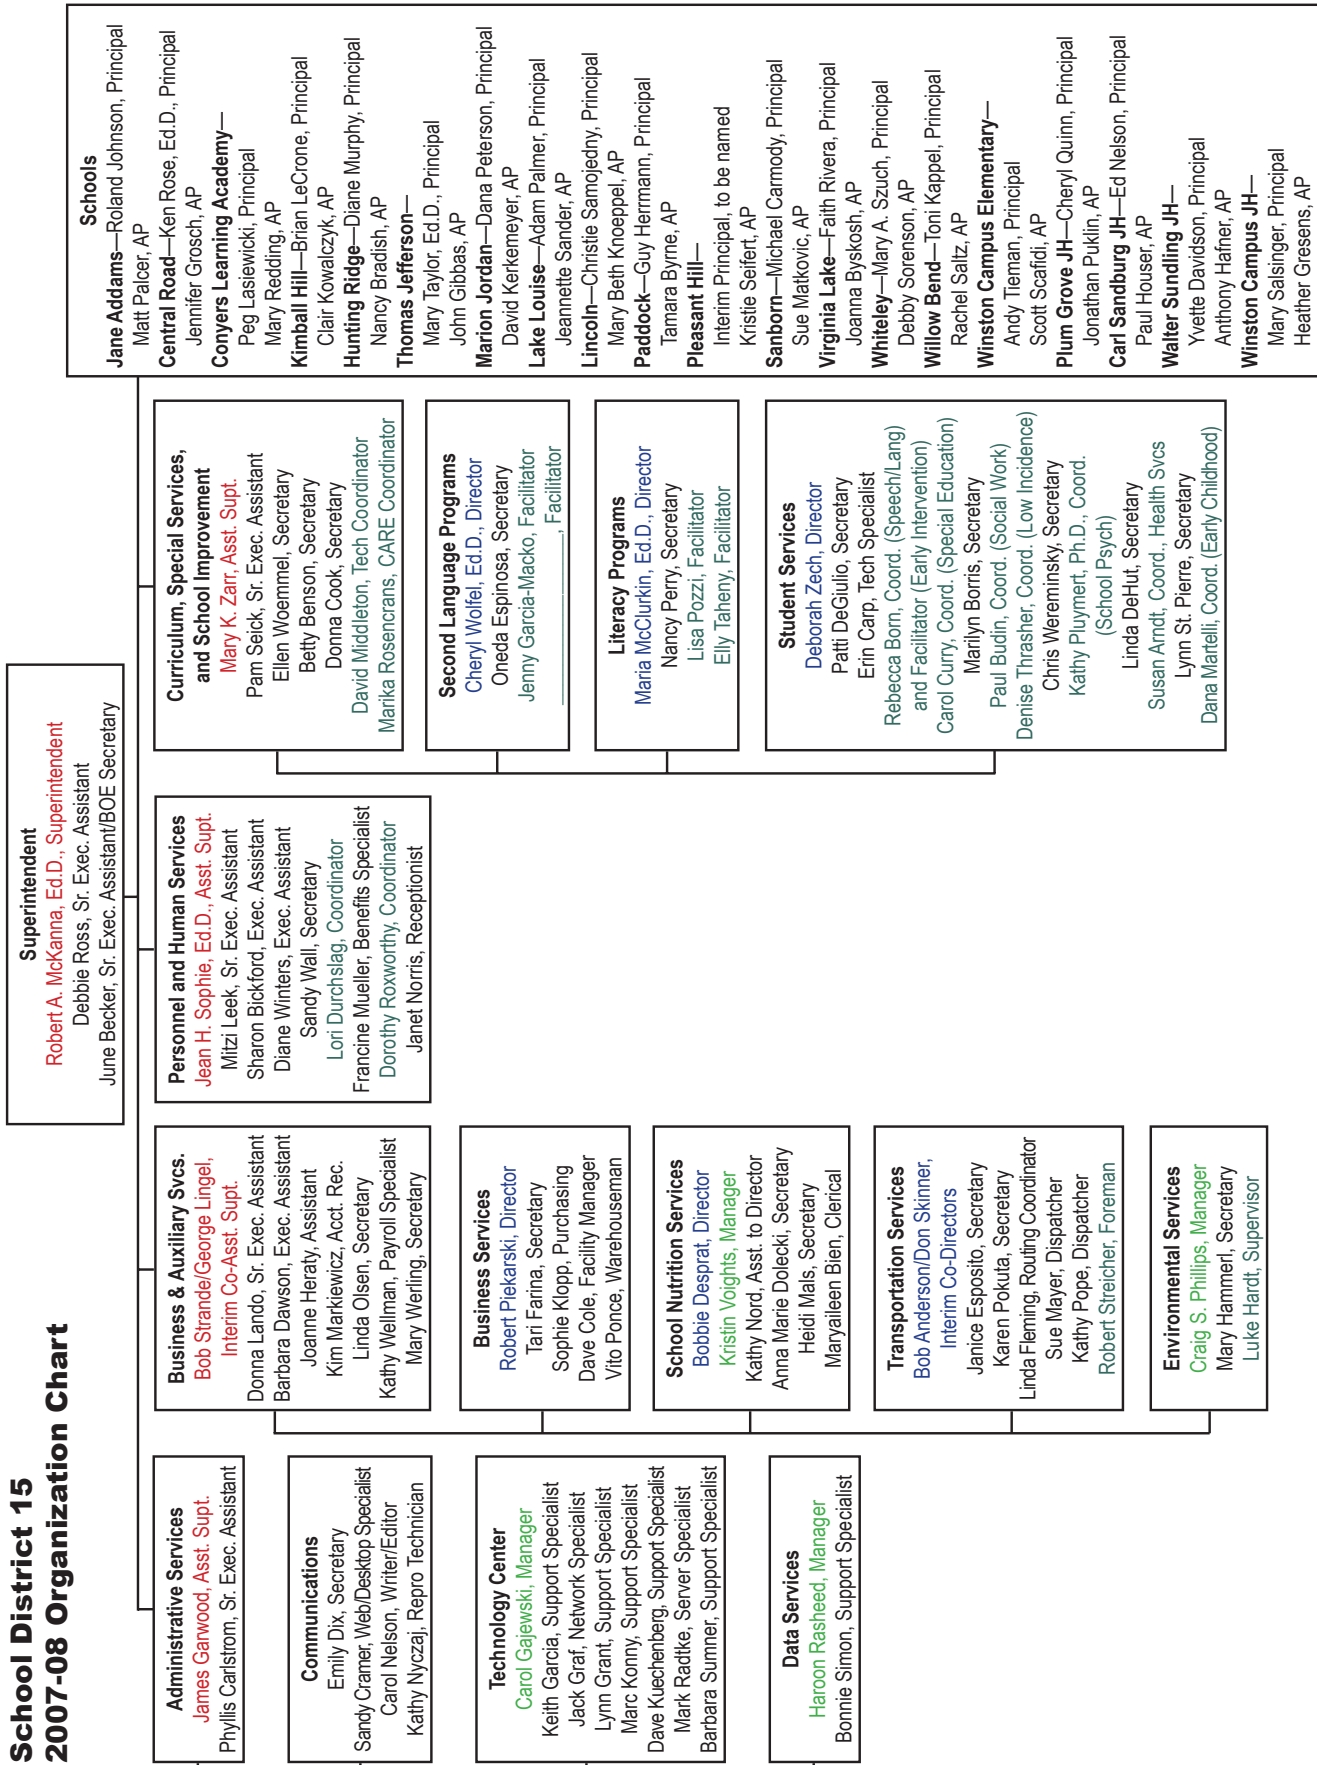 School District 15
2007-08 Organization Chart
Superintendent
Robert A. McKanna, Ed.D., Superintendent
Debbie Ross, Sr. Exec. Assistant
June Becker, Sr. Exec. Assistant/BOE Secretary
Administrative Services
James Garwood, Asst. Supt.
Phyllis Carlstrom, Sr. Exec. Assistant
Communications
Emily Dix, Secretary
Sandy Cramer, Web/Desktop Specialist
Carol Nelson, Writer/Editor
Kathy Nyczaj, Repro Technician
Technology Center
Carol Gajewski, Manager
Keith Garcia, Support Specialist
Jack Graf, Network Specialist
Lynn Grant, Support Specialist
Marc Konny, Support Specialist
Dave Kuechenberg, Support Specialist
Mark Radtke, Server Specialist
Barbara Sumner, Support Specialist
Data Services
Haroon Rasheed, Manager
Bonnie Simon, Support Specialist
Business & Auxiliary Svcs.
Bob Strande/George Lingel,
Interim Co-Asst. Supt.
Donna Lando, Sr. Exec. Assistant
Barbara Dawson, Exec. Assistant
Joanne Heraty, Assistant
Kim Markiewicz, Acct. Rec.
Linda Olsen, Secretary
Kathy Wellman, Payroll Specialist
Mary Werling, Secretary
Business Services
Robert Piekarski, Director
Tari Farina, Secretary
Sophie Klopp, Purchasing
Dave Cole, Facility Manager
Vito Ponce, Warehouseman
School Nutrition Services
Bobbie Desprat, Director
Kristin Voights, Manager
Kathy Nord, Asst. to Director
Anna Marie Dolecki, Secretary
Heidi Mals, Secretary
Maryaileen Bien, Clerical
Transportation Services
Bob Anderson/Don Skinner,
Interim Co-Directors
Janice Esposito, Secretary
Karen Pokuta, Secretary
Linda Fleming, Routing Coordinator
Sue Mayer, Dispatcher
Kathy Pope, Dispatcher
Robert Streicher, Foreman
Environmental Services
Craig S. Phillips, Manager
Mary Hammerl, Secretary
Luke Hardt, Supervisor
Personnel and Human Services
Jean H. Sophie, Ed.D., Asst. Supt.
Mitzi Leek, Sr. Exec. Assistant
Sharon Bickford, Exec. Assistant
Diane Winters, Exec. Assistant
Sandy Wall, Secretary
Lori Durchslag, Coordinator
Francine Mueller, Benefits Specialist
Dorothy Roxworthy, Coordinator
Janet Norris, Receptionist
Curriculum, Special Services,
and School Improvement
Mary K. Zarr, Asst. Supt.
Pam Seick, Sr. Exec. Assistant
Ellen Woemmel, Secretary
Betty Benson, Secretary
Donna Cook, Secretary
David Middleton, Tech Coordinator
Marika Rosencrans, CARE Coordinator
Second Language Programs
Cheryl Wolfel, Ed.D., Director
Oneda Espinosa, Secretary
Jenny Garcia-Macko, Facilitator
________________, Facilitator
Literacy Programs
Maria McClurkin, Ed.D., Director
Nancy Perry, Secretary
Lisa Pozzi, Facilitator
Elly Taheny, Facilitator
Student Services
Deborah Zech, Director
Patti DeGiulio, Secretary
Erin Carp, Tech Specialist
Rebecca Born, Coord. (Speech/Lang)
and Facilitator (Early Intervention)
Carol Curry, Coord. (Special Education)
Marilyn Borris, Secretary
Paul Budin, Coord. (Social Work)
Denise Thrasher, Coord. (Low Incidence)
Chris Wereminsky, Secretary
Kathy Pluymert, Ph.D., Coord.
(School Psych)
Linda DeHut, Secretary
Susan Arndt, Coord., Health Svcs
Lynn St. Pierre, Secretary
Dana Martelli, Coord. (Early Childhood)
Schools
Jane Addams—Roland Johnson, Principal
Matt Palcer, AP
Central Road—Ken Rose, Ed.D., Principal
Jennifer Grosch, AP
Conyers Learning Academy—
Peg Lasiewicki, Principal
Mary Redding, AP
Kimball Hill—Brian LeCrone, Principal
Clair Kowalczyk, AP
Hunting Ridge—Diane Murphy, Principal
Nancy Bradish, AP
Thomas Jefferson—
Mary Taylor, Ed.D., Principal
John Gibbas, AP
Marion Jordan—Dana Peterson, Principal
David Kerkemeyer, AP
Lake Louise—Adam Palmer, Principal
Jeannette Sander, AP
Lincoln—Christie Samojedny, Principal
Mary Beth Knoeppel, AP
Paddock—Guy Herrmann, Principal
Tamara Byrne, AP
Pleasant Hill—
Interim Principal, to be named
Kristie Seifert, AP
Sanborn—Michael Carmody, Principal
Sue Matkovic, AP
Virginia Lake—Faith Rivera, Principal
Joanna Byskosh, AP
Whiteley—Mary A. Szuch, Principal
Debby Sorenson, AP
Willow Bend—Toni Kappel, Principal
Rachel Saltz, AP
Winston Campus Elementary—
Andy Tieman, Principal
Scott Scafidi, AP
Plum Grove JH—Cheryl Quinn, Principal
Jonathan Puklin, AP
Carl Sandburg JH—Ed Nelson, Principal
Paul Houser, AP
Walter Sundling JH—
Yvette Davidson, Principal
Anthony Hafner, AP
Winston Campus JH—
Mary Salsinger, Principal
Heather Gresens, AP